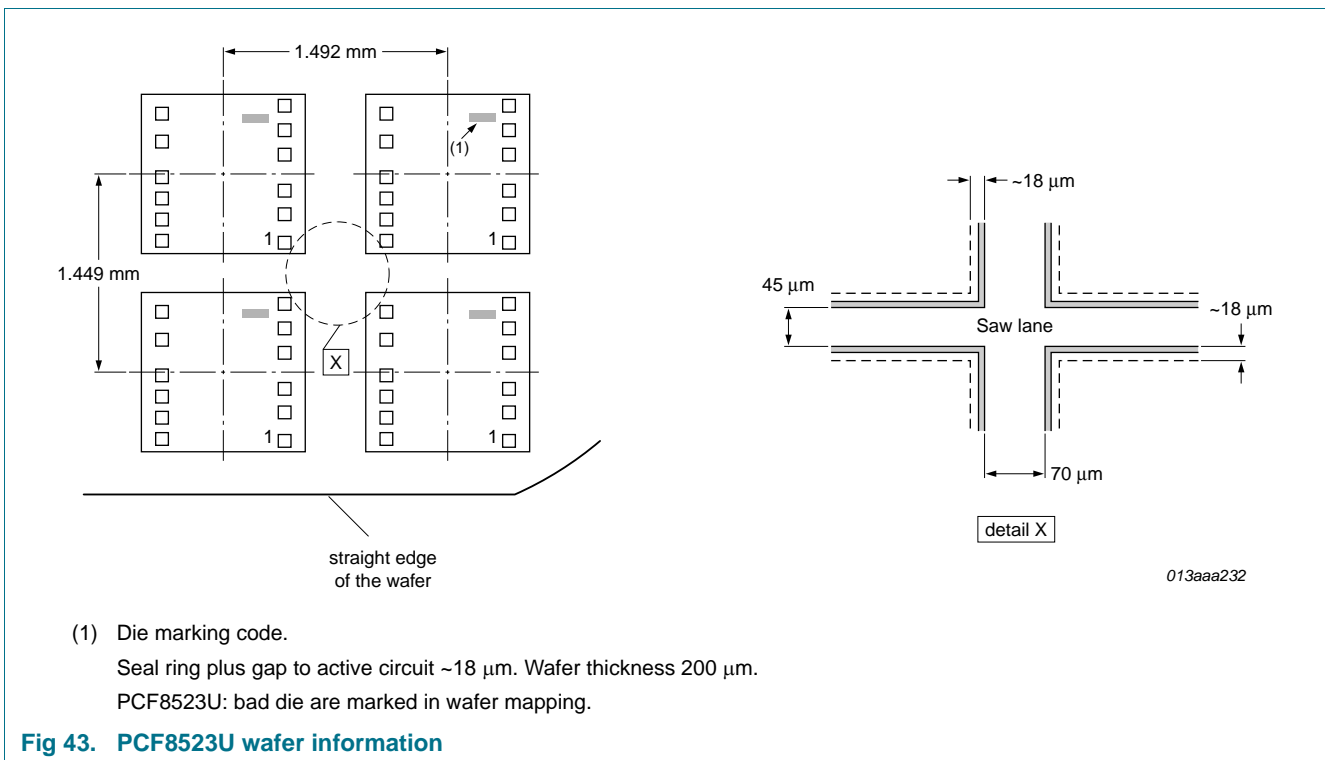 1.492 mm
(1)
1
1
1.449 mm
X
1
1
straight edge
of the wafer
~18 μm
45 μm
Saw lane
~18 μm
70 μm
detail X
013aaa232
(1) Die marking code.
Seal ring plus gap to active circuit ~18 μm. Wafer thickness 200 μm.
PCF8523U: bad die are marked in wafer mapping.
Fig 43. PCF8523U wafer information